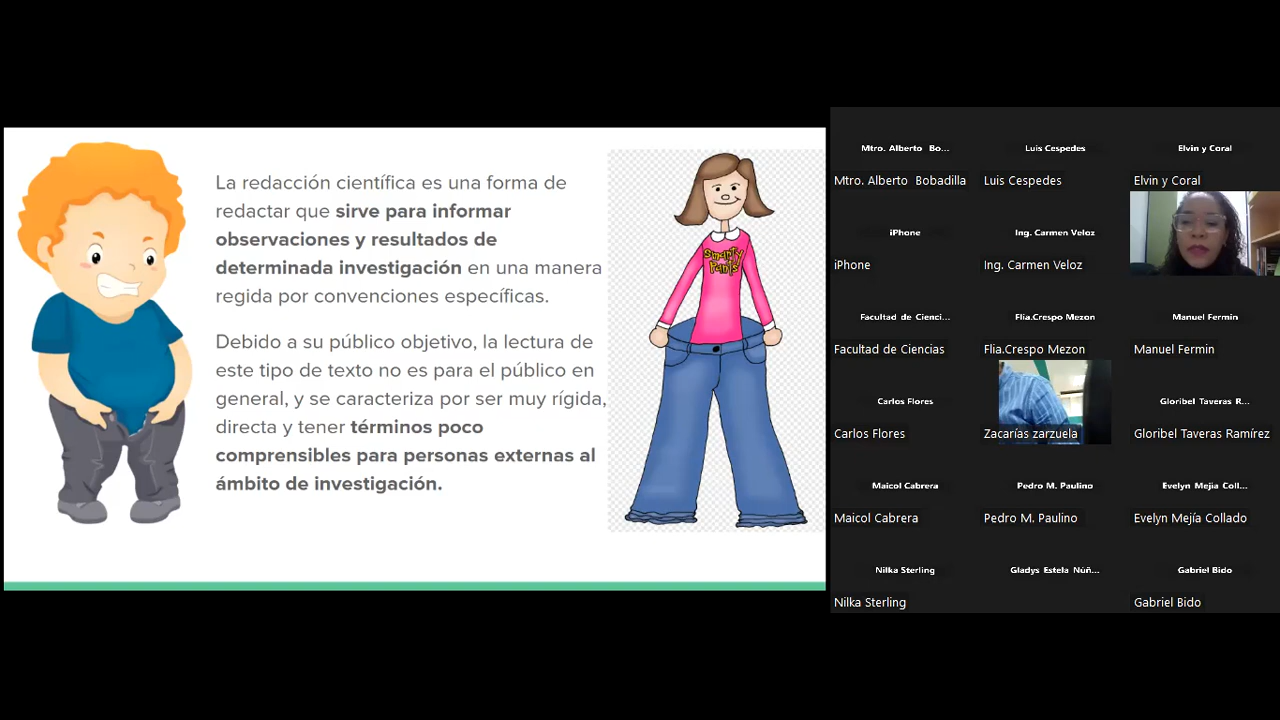 La redacción científica es una forma de
redactar que sirve para informar
observaciones y resultados de
determinada investigación en una manera
regida por convenciones específicas.
Debido a su público objetivo, la lectura de
este tipo de texto no es para el público en
general, y se caracteriza por ser muy rígida,
directa y tener términos poco
comprensibles para personas externas al
ámbito de investigación.
Smarty
Pants
Mtro. Alberto Bo...
Luis Cespedes
Elvin y Coral
Mtro. Alberto Bobadilla
Luis Cespedes
Elvin y Coral
iPhone
Ing. Carmen Veloz
iPhone
Ing. Carmen Veloz
Facultad de Cienci...
Flia.Crespo Mezon
Manuel Fermin
Facultad de Ciencias
Flia.Crespo Mezon
Manuel Fermin
Carlos Flores
Gloribel Taveras R...
Carlos Flores
Zacarías zarzuela
Gloribel Taveras Ramírez
Maicol Cabrera
Pedro M. Paulino
Evelyn Mejia Coll...
Maicol Cabrera
Pedro M. Paulino
Evelyn Mejía Collado
Nilka Sterling
Gladys Estela Núñ...
Gabriel Bido
Nilka Sterling
Gabriel Bido